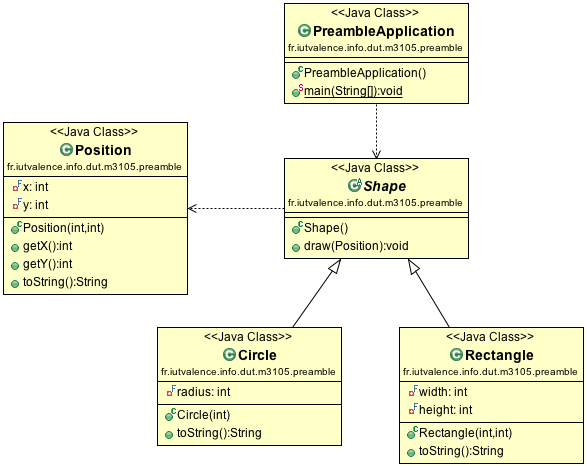 <<Java Class>>
PreambleApplication
fr.iutvalence.info.dut.m3105.preamble
PreambleApplication()
main(String[]):void
<<Java Class>>
Position
fr.iutvalence.info.dut.m3105.preamble
x: int
y: int
Position(int,int)
getX():int
getY():int
toString():String
<<Java Class>>
Shape
fr.iutvalence.info.dut.m3105.preamble
Shape()
draw(Position):void
<<Java Class>>
Circle
fr.iutvalence.info.dut.m3105.preamble
radius: int
Circle(int)
toString():String
<<Java Class>>
Rectangle
fr.iutvalence.info.dut.m3105.preamble
width: int
height: int
Rectangle(int,int)
toString():String